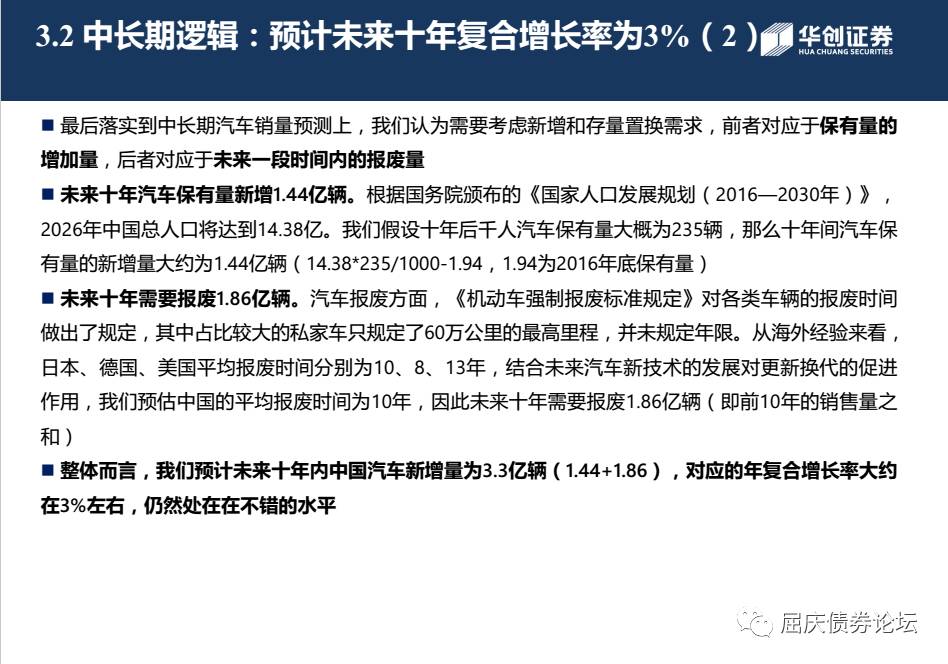 3.2 中长期逻辑：预计未来十年复合增长率为3%（2）
华创证券
HUA CHUANG SECURITIES
■ 最后落实到中长期汽车销量预测上，我们认为需要考虑新增和存量置换需求，前者对应于保有量的
增加量，后者对应于未来一段时间内的报废量
■ 未来十年汽车保有量新增1.44亿辆。根据国务院颁布的《国家人口发展规划（2016—2030年）》，
2026年中国总人口将达到14.38亿。我们假设十年后千人汽车保有量大概为235辆，那么十年间汽车保
有量的新增量大约为1.44亿辆（14.38*235/1000-1.94，1.94为2016年底保有量）
■ 未来十年需要报废1.86亿辆。汽车报废方面，《机动车强制报废标准规定》对各类车辆的报废时间
做出了规定，其中占比较大的私家车只规定了60万公里的最高里程，并未规定年限。从海外经验来看，
日本、德国、美国平均报废时间分别为10、8、13年，结合未来汽车新技术的发展对更新换代的促进
作用，我们预估中国的平均报废时间为10年，因此未来十年需要报废1.86亿辆（即前10年的销售量之
和）
■ 整体而言，我们预计未来十年内中国汽车新增量为3.3亿辆（1.44+1.86），对应的年复合增长率大约
在3%左右，仍然处在在不错的水平
屈庆债券论坛